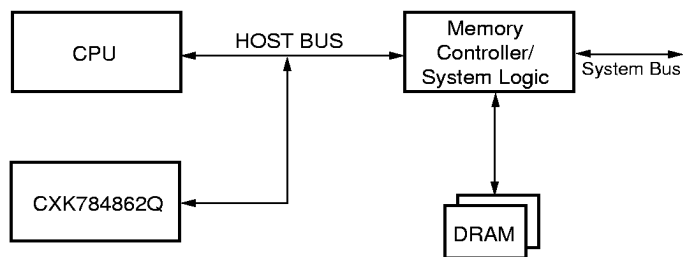 CPU
HOST BUS
Memory
Controller/
System Logic
System Bus
CXK784862Q
DRAM